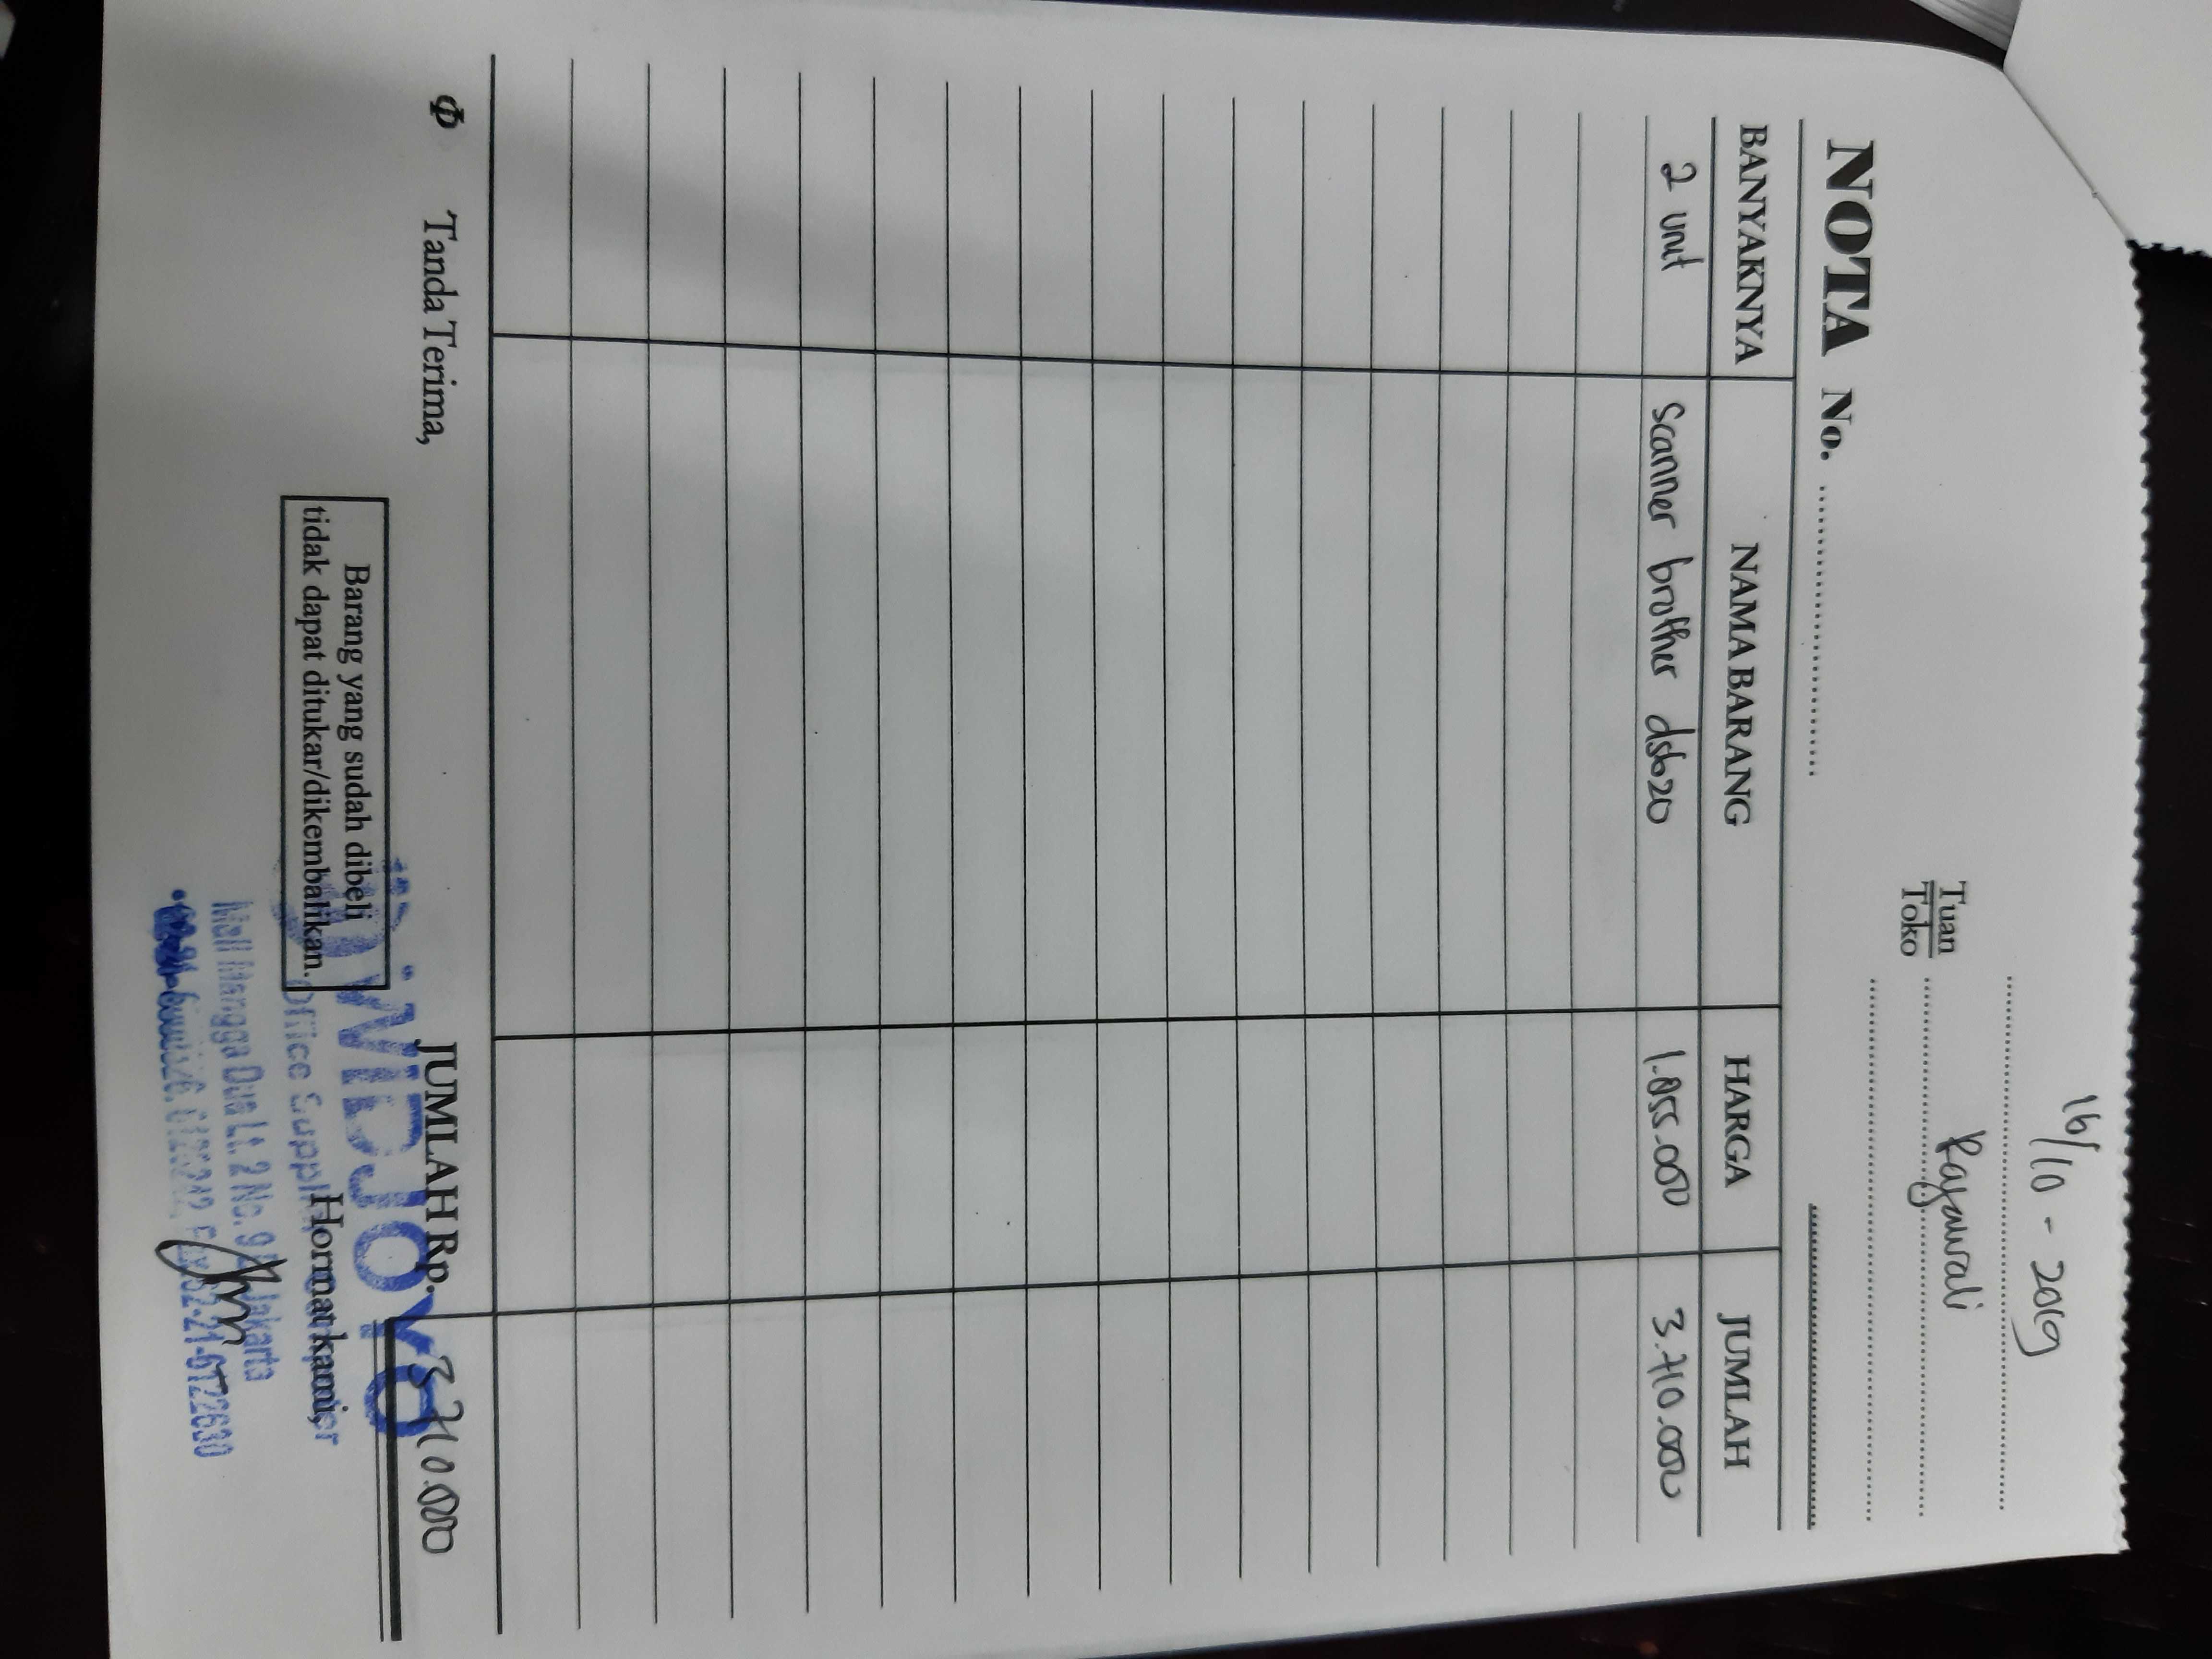 16/10 - 2019
Tuan
Toko
Rajawali
NOTA No.
BANYAKNYA NAMA BARANG HARGA JUMLAH
2 unit scanner brother ds620 1.855.000 3.710.000
JUMLAH Rp. 3.710.000
Tanda Terima,
Hormat kami,
Barang yang sudah dibeli
tidak dapat ditukar/dikembalikan.
WIDJOYO
Office Supplier
Mall Mangga Dua Lt. 2 No. 9 Jakarta